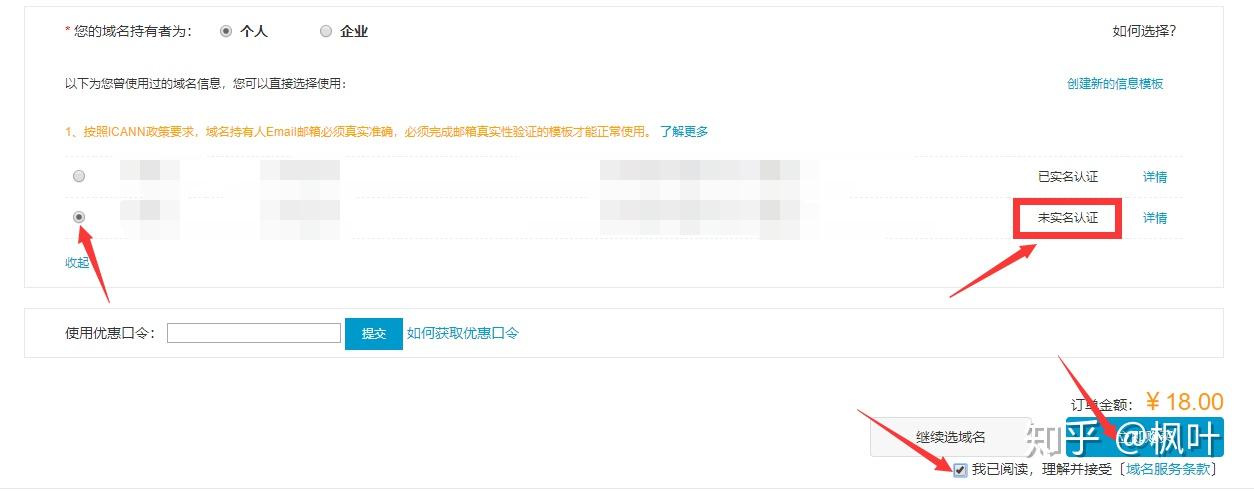 * 您的域名持有者为： 个人 企业 如何选择?
以下为您曾使用过的域名信息，您可以直接选择使用： 创建新的信息模板
1、按照ICANN政策要求，域名持有人Email邮箱必须真实准确，必须完成邮箱真实性验证的模板才能正常使用。 了解更多
已实名认证 详情
未实名认证 详情
收起
使用优惠口令： 提交 如何获取优惠口令
订单金额： ¥ 18.00
继续选域名 立即购买
知乎 @枫叶
我已阅读，理解并接受〔域名服务条款〕